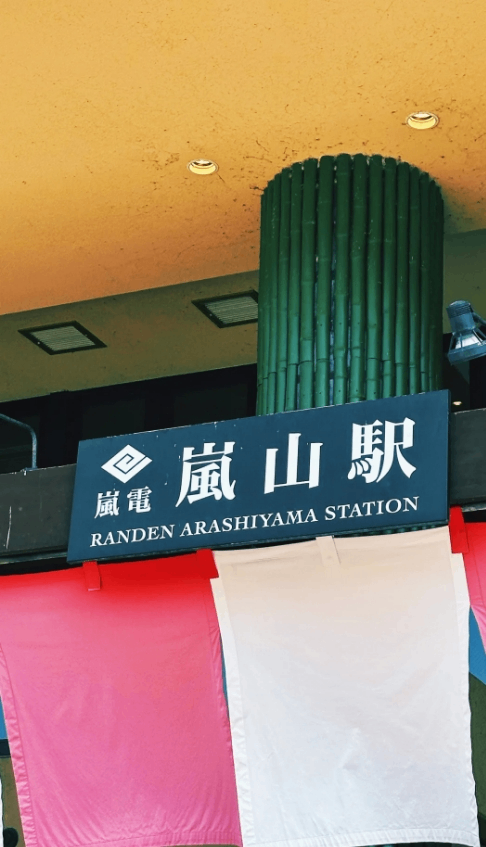 嵐電 嵐山駅
RANDEN ARASHIYAMA STATION